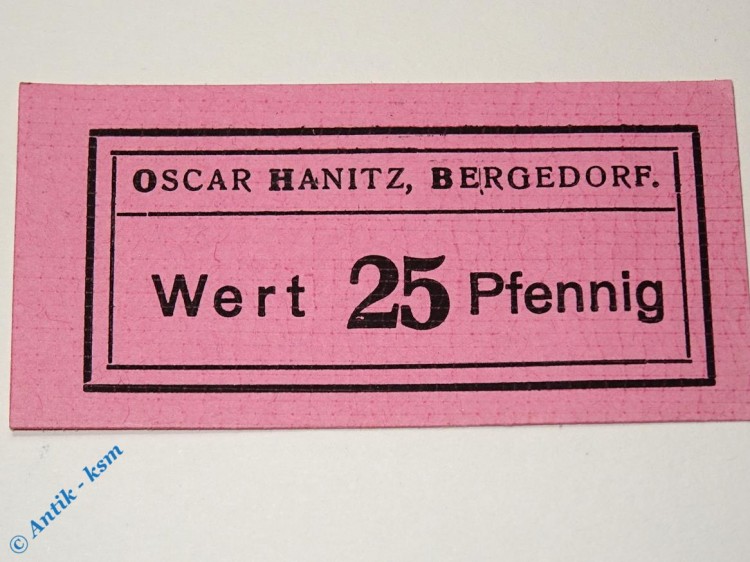 OSCAR HANITZ, BERGEDORF.
Wert 25 Pfennig
© Antik - ksm